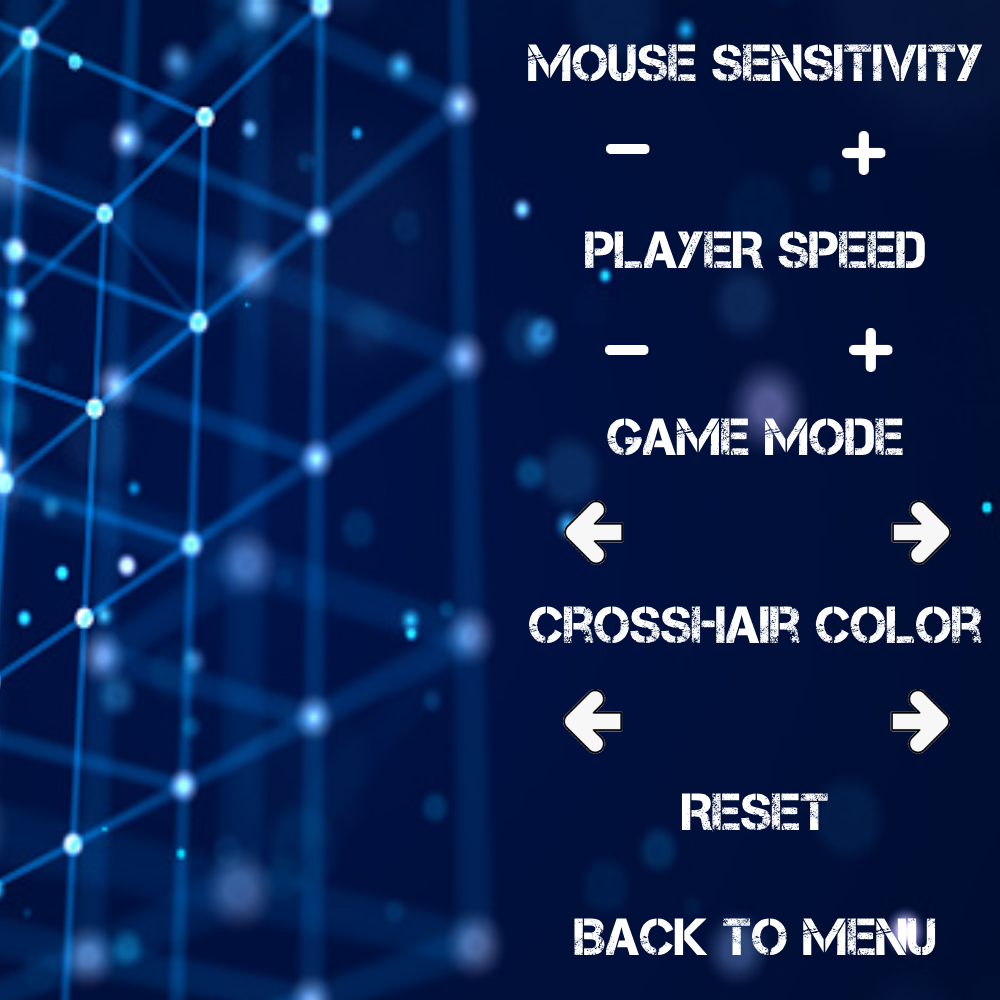 MOUSE SENSITIVITY
− +
PLAYER SPEED
− +
GAME MODE
CROSSHAIR COLOR
RESET
BACK TO MENU